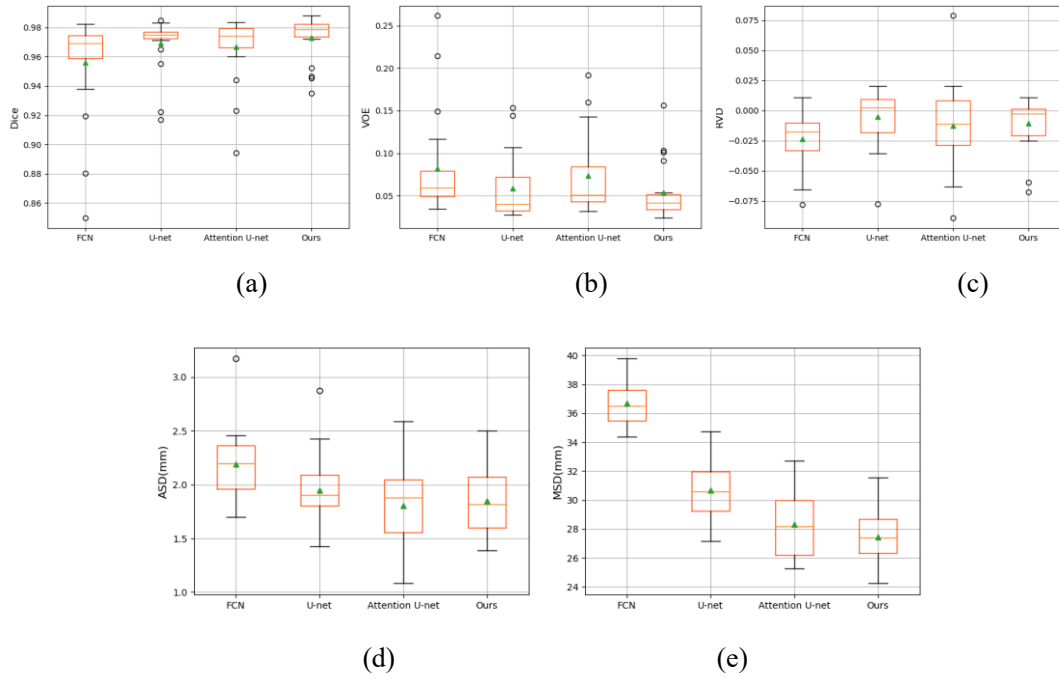 0.98
0.96
0.94
0.92
0.90
0.88
0.86
Dice
FCN U-net Attention U-net Ours
(a)
0.25
0.20
0.15
0.10
0.05
VOE
FCN U-net Attention U-net Ours
(b)
0.075
0.050
0.025
0.000
−0.025
−0.050
−0.075
RVD
FCN U-net Attention U-net Ours
(c)
3.0
2.5
2.0
1.5
1.0
ASD(mm)
FCN U-net Attention U-net Ours
(d)
40
38
36
34
32
30
28
26
24
MSD(mm)
FCN U-net Attention U-net Ours
(e)